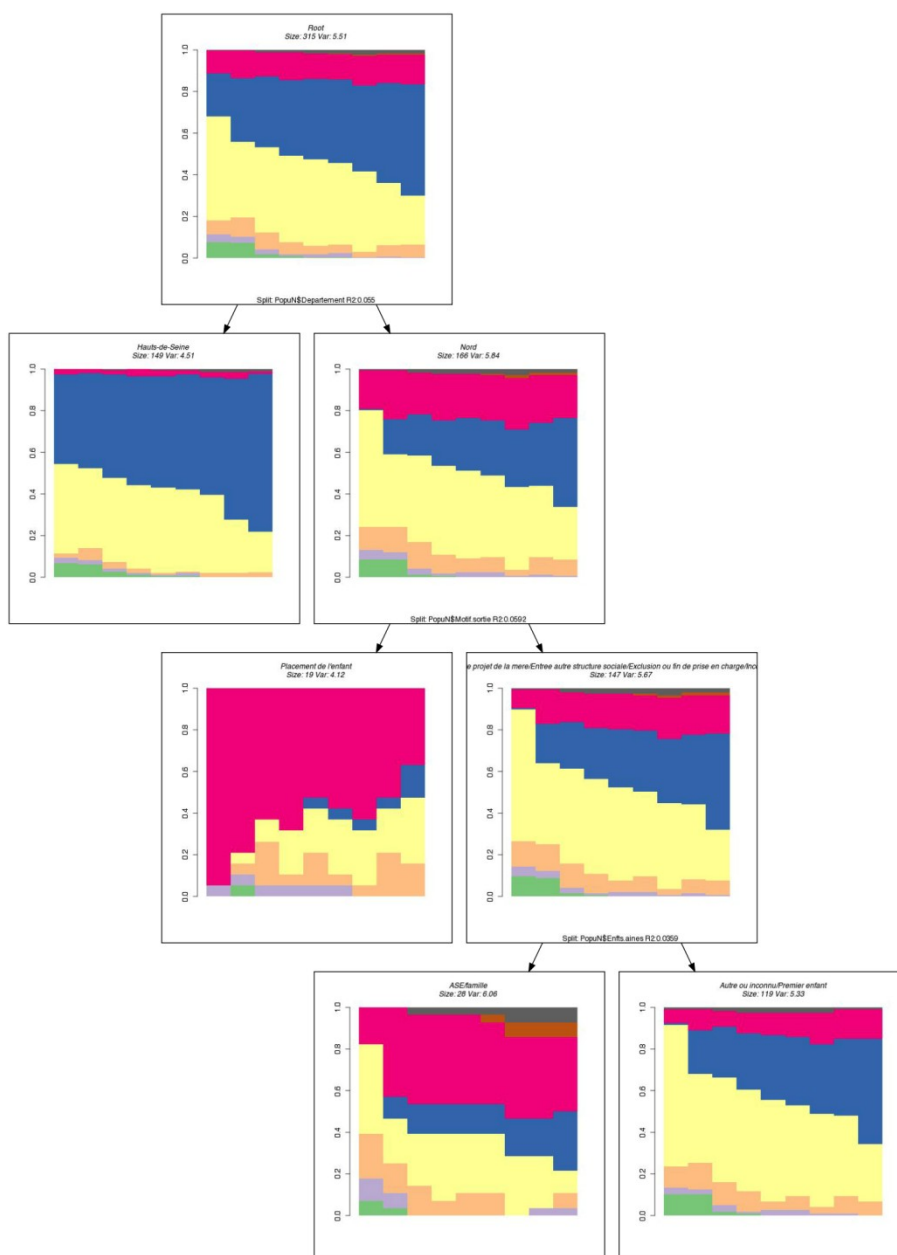 Root
Size: 315 Var: 5.51
1.0
0.8
0.6
0.4
0.2
0.0
Split: PopuN$Departement R2:0.055
Hauts-de-Seine
Size: 149 Var: 4.51
1.0
0.8
0.6
0.4
0.2
0.0
Nord
Size: 166 Var: 5.84
1.0
0.8
0.6
0.4
0.2
0.0
Split: PopuN$Motif.sortie R2:0.0592
Placement de l'enfant
Size: 19 Var: 4.12
1.0
0.8
0.6
0.4
0.2
0.0
e projet de la mere/Entree autre structure sociale/Exclusion ou fin de prise en charge/Inc
Size: 147 Var: 5.67
1.0
0.8
0.6
0.4
0.2
0.0
Split: PopuN$Enfts.aines R2:0.0359
ASE/famille
Size: 28 Var: 6.06
1.0
0.8
0.6
0.4
0.2
0.0
Autre ou inconnu/Premier enfant
Size: 119 Var: 5.33
1.0
0.8
0.6
0.4
0.2
0.0